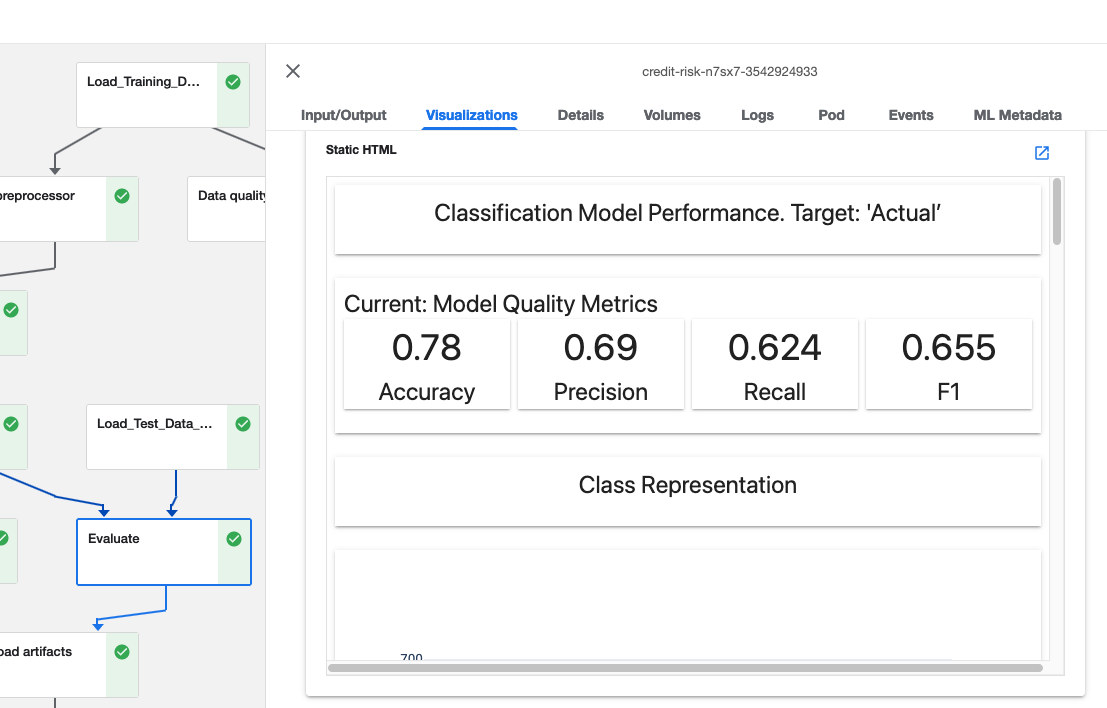 Load_Training_D...
preprocessor
Data quality
Load_Test_Data_...
Evaluate
oad artifacts
credit-risk-n7sx7-3542924933
Input/Output
Visualizations
Details
Volumes
Logs
Pod
Events
ML Metadata
Static HTML
Classification Model Performance. Target: 'Actual’
Current: Model Quality Metrics
0.78
Accuracy
0.69
Precision
0.624
Recall
0.655
F1
Class Representation
700